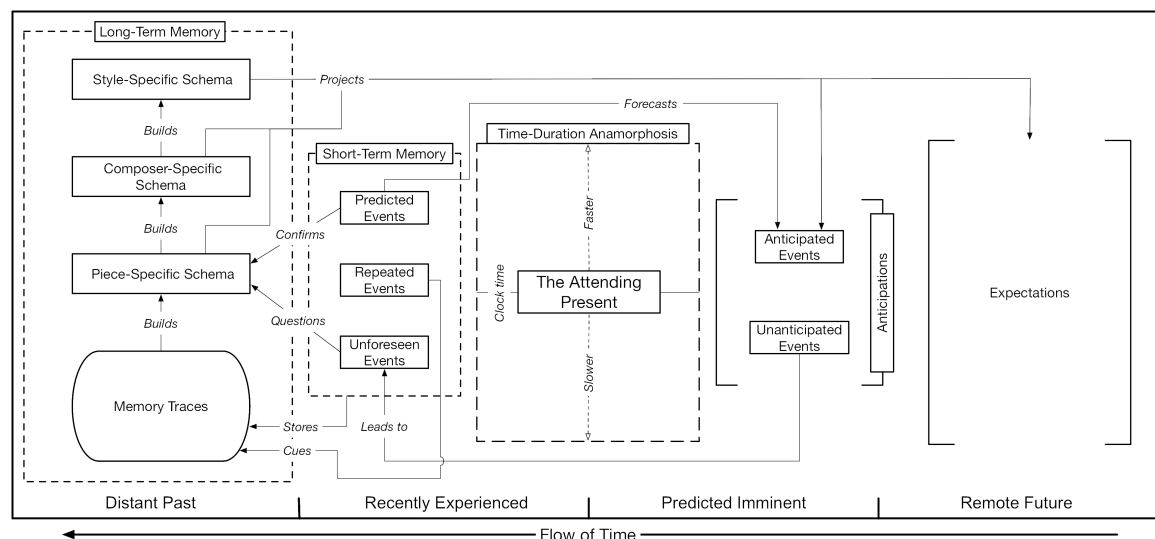 Long-Term Memory
Style-Specific Schema
Projects
Forecasts
Builds
Time-Duration Anamorphosis
Short-Term Memory
Composer-Specific
Schema
Predicted
Events
Faster
Builds
Confirms
Anticipated
Events
Piece-Specific Schema
Repeated
Events
Clock time
The Attending
Present
Anticipations
Expectations
Builds
Questions
Unforeseen
Events
Unanticipated
Events
Slower
Memory Traces
Stores
Leads to
Cues
Distant Past
Recently Experienced
Predicted Imminent
Remote Future
Flow of Time